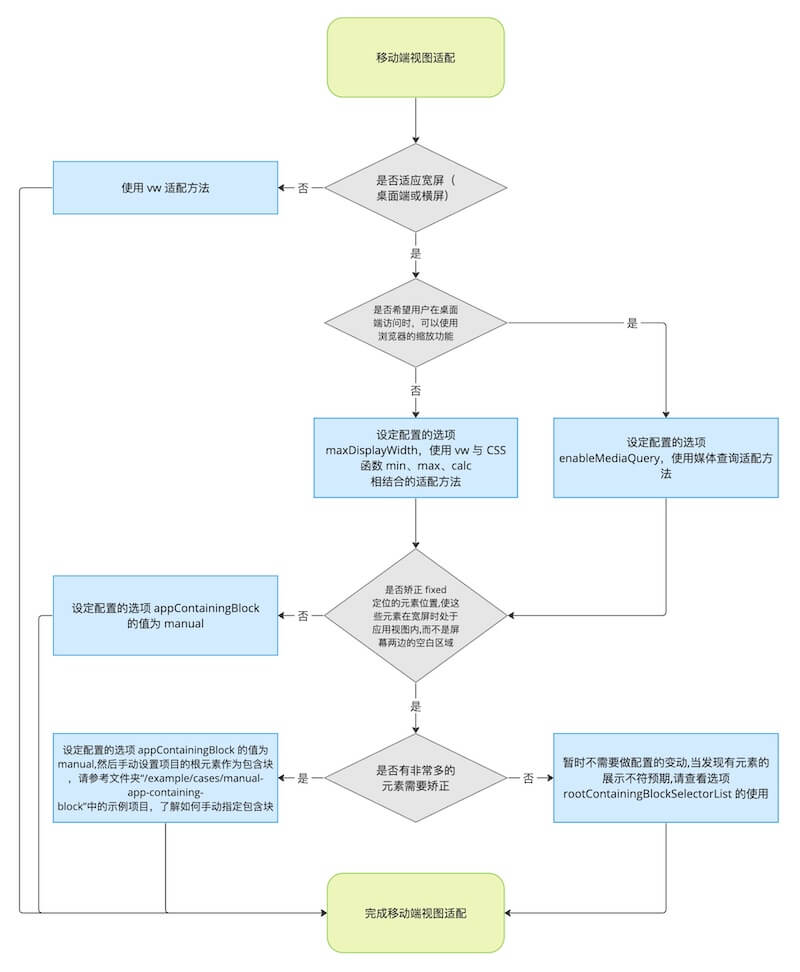 移动端视图适配
是否适应宽屏（
桌面端或横屏）
否
使用 vw 适配方法
是
是否希望用户在桌面
端访问时，可以使用
浏览器的缩放功能
是
否
设定配置的选项
maxDisplayWidth，使用 vw 与 CSS
函数 min、max、calc
相结合的适配方法
设定配置的选项
enableMediaQuery，使用媒体查询适配方
法
是否矫正 fixed
定位的元素位置,使这
些元素在宽屏时处于
应用视图内,而不是屏
幕两边的空白区域
否
设定配置的选项 appContainingBlock
的值为 manual
是
是否有非常多的
元素需要矫正
是
设定配置的选项 appContainingBlock 的值为
manual,然后手动设置项目的根元素作为包含块
，请参考文件夹“/example/cases/manual-
app-containing-
block”中的示例项目，了解如何手动指定包含块
否
暂时不需要做配置的变动,当发现有元素的
展示不符预期,请查看选项
rootContainingBlockSelectorList 的使用
完成移动端视图适配